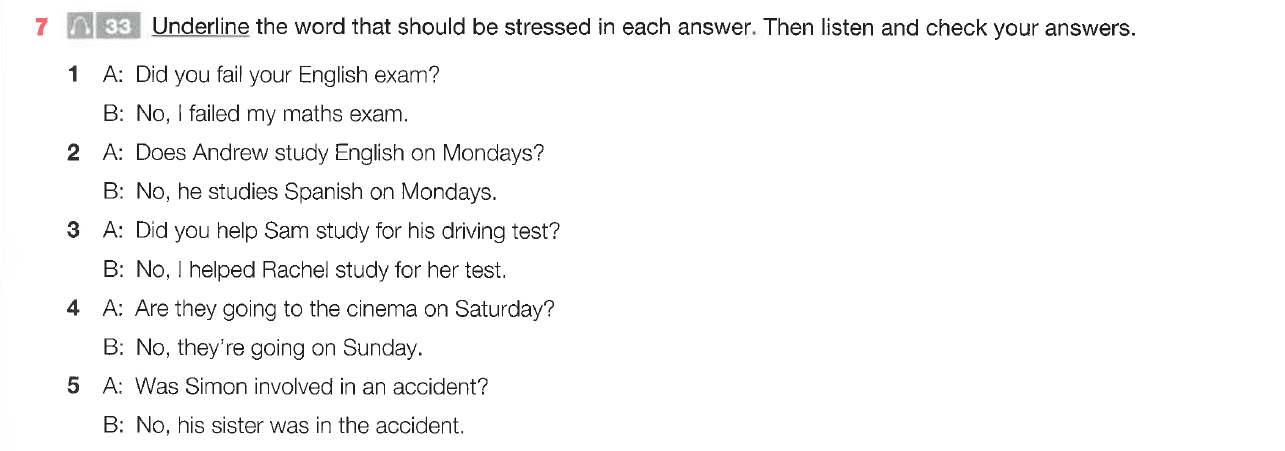 7 33 Underline the word that should be stressed in each answer. Then listen and check your answers.
1 A: Did you fail your English exam?
B: No, I failed my maths exam.
2 A: Does Andrew study English on Mondays?
B: No, he studies Spanish on Mondays.
3 A: Did you help Sam study for his driving test?
B: No, I helped Rachel study for her test.
4 A: Are they going to the cinema on Saturday?
B: No, they're going on Sunday.
5 A: Was Simon involved in an accident?
B: No, his sister was in the accident.